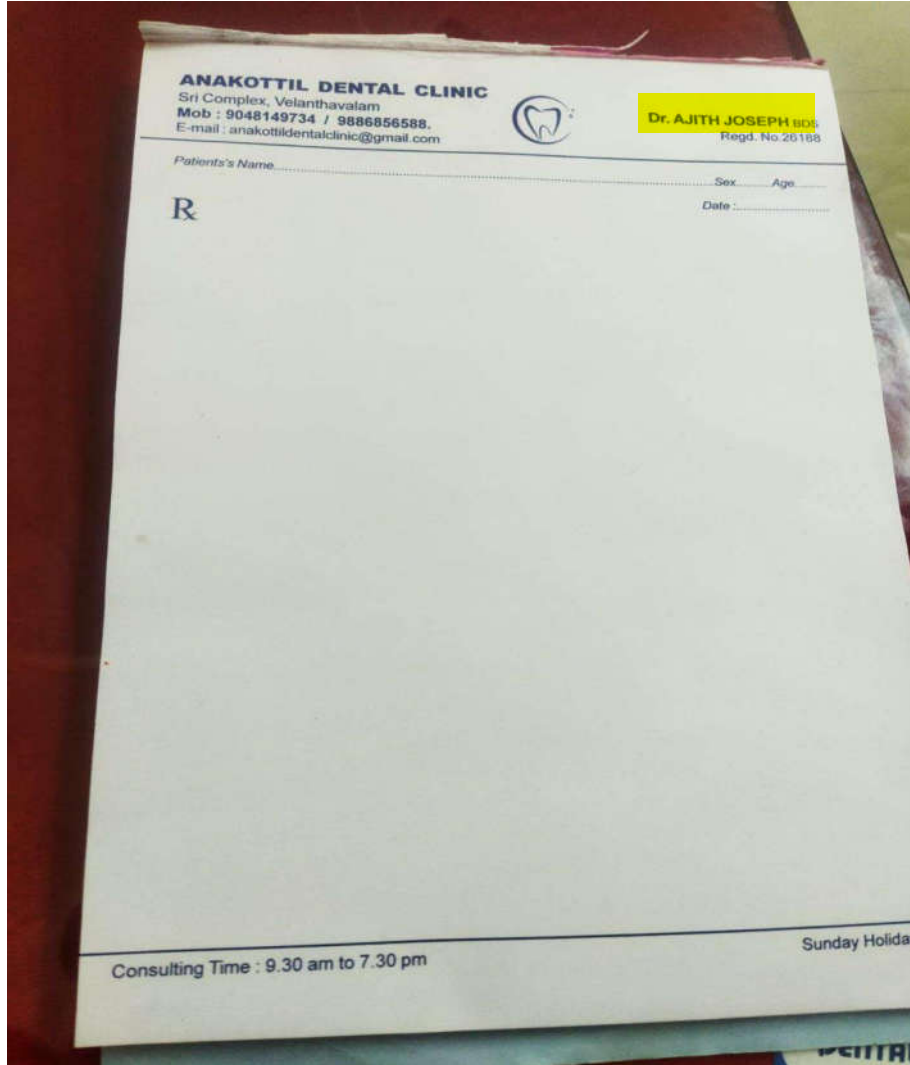 ANAKOTTIL DENTAL CLINIC
Sri Complex, Velanthavalam
Mob : 9048149734 / 9886856588.
E-mail : anakottildentalclinic@gmail.com
Dr. AJITH JOSEPH BDS
Regd. No.26188
Patients's Name
Sex Age
Date :
R
Consulting Time : 9.30 am to 7.30 pm
Sunday Holida